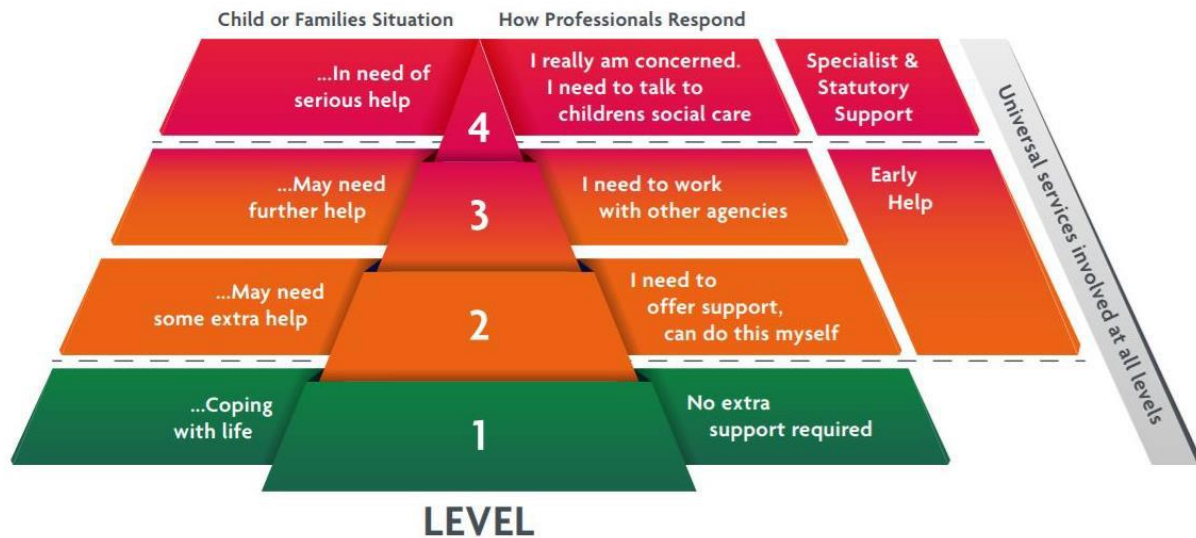 Child or Families Situation
How Professionals Respond
...In need of
serious help
4
I really am concerned.
I need to talk to
childrens social care
Specialist &
Statutory
Support
...May need
further help
3
I need to work
with other agencies
Early
Help
...May need
some extra help
2
I need to
offer support,
can do this myself
...Coping
with life
1
No extra
support required
Universal services involved at all levels
LEVEL